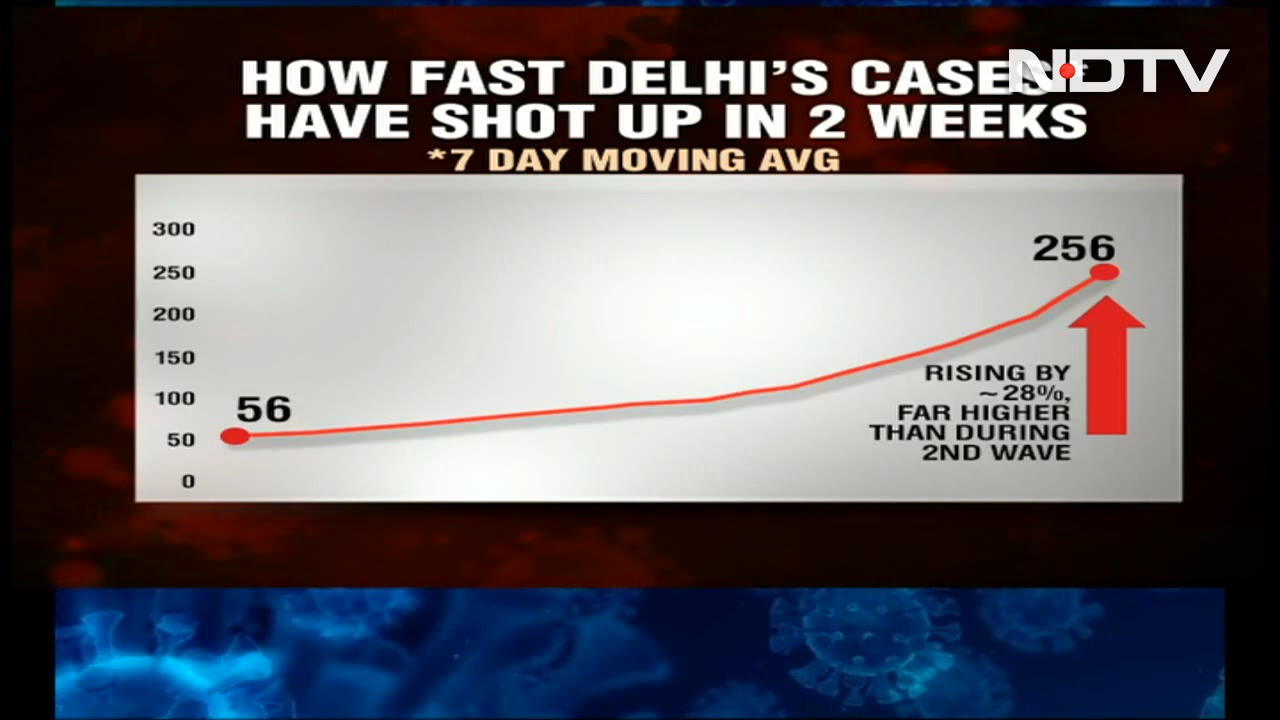 NDTV
HOW FAST DELHI'S CASES*
HAVE SHOT UP IN 2 WEEKS
*7 DAY MOVING AVG
300
250
200
150
100
50
0
56
256
RISING BY
~28%,
FAR HIGHER
THAN DURING
2ND WAVE